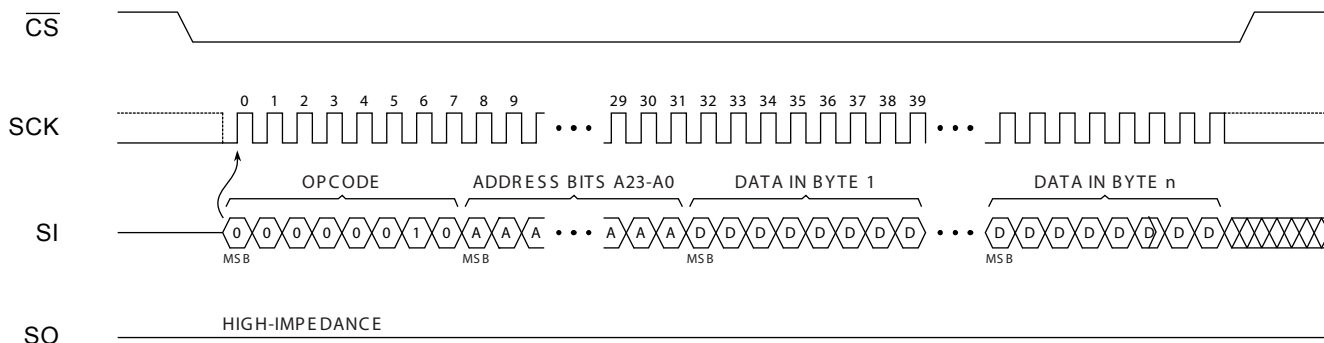 CS
0 1 2 3 4 5 6 7 8 9 29 30 31 32 33 34 35 36 37 38 39
SCK
OPCODE ADDRESS BITS A23-A0 DATA IN BYTE 1 DATA IN BYTE n
SI 0 0 0 0 0 0 1 0 A A A A A A D D D D D D D D D D D D D D D D
MSB MSB MSB MSB
HIGH-IMPEDANCE
SO